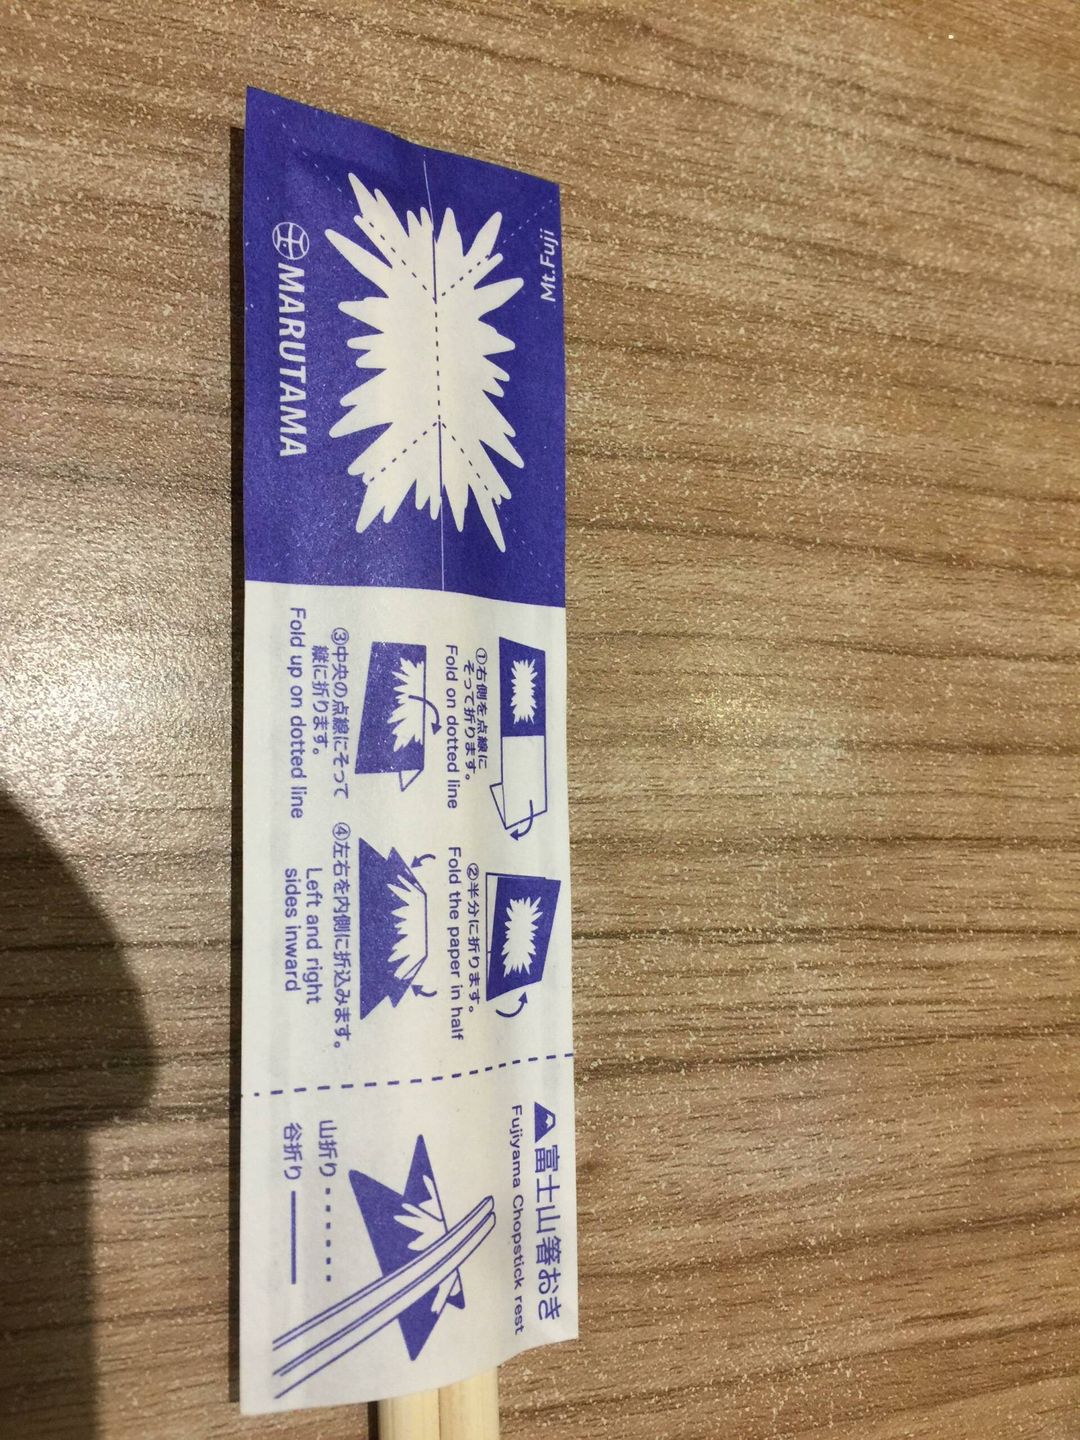 Mt.Fuji
MARUTAMA
①右側を点線に
そって折ります。
Fold on dotted line
②半分に折ります。
Fold the paper in half
③中央の点線にそって
縦に折ります。
Fold up on dotted line
④左右を内側に折込みます。
Left and right
sides inward
富士山箸おき
Fujiyama Chopstick rest
山折り
谷折り